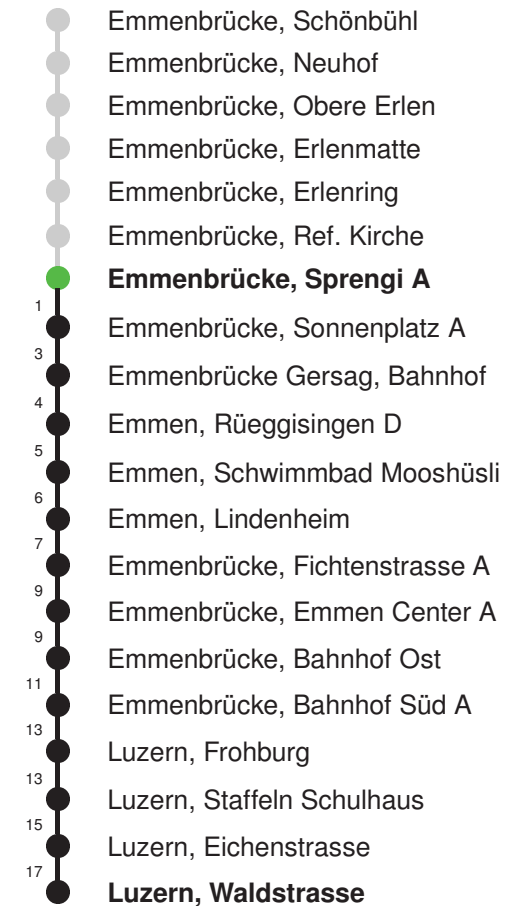 Emmenbrücke, Schönbühl
Emmenbrücke, Neuhof
Emmenbrücke, Obere Erlen
Emmenbrücke, Erlenmatte
Emmenbrücke, Erlenring
Emmenbrücke, Ref. Kirche
Emmenbrücke, Sprengi A
1 Emmenbrücke, Sonnenplatz A
3 Emmenbrücke Gersag, Bahnhof
4 Emmen, Rüeggisingen D
5 Emmen, Schwimmbad Mooshüsli
6 Emmen, Lindenheim
7 Emmenbrücke, Fichtenstrasse A
9 Emmenbrücke, Emmen Center A
9 Emmenbrücke, Bahnhof Ost
11 Emmenbrücke, Bahnhof Süd A
13 Luzern, Frohburg
13 Luzern, Staffeln Schulhaus
15 Luzern, Eichenstrasse
17 Luzern, Waldstrasse